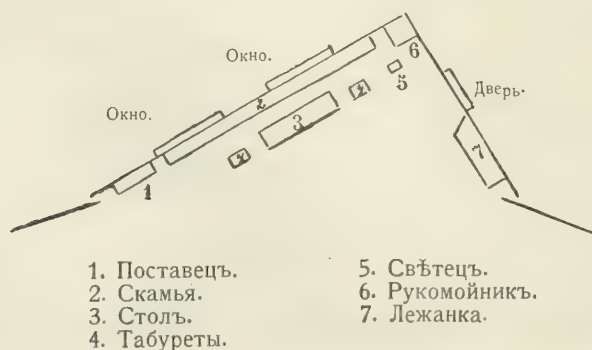 Окно.
Окно.
Дверь.
1
2
3
4
4
5
6
7
1. Поставецъ.
2. Скамья.
3. Столъ.
4. Табуреты.
5. Свѣтецъ.
6. Рукомойникъ.
7. Лежанка.